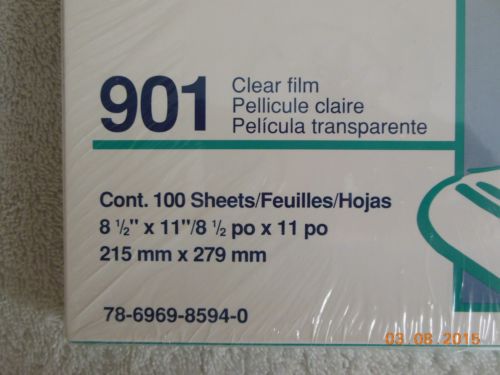 901
Clear film
Pellicule claire
Película transparente
Cont. 100 Sheets/Feuilles/Hojas
8 ½" x 11"/8 ½ po x 11 po
215 mm x 279 mm
78-6969-8594-0
03.08.2015